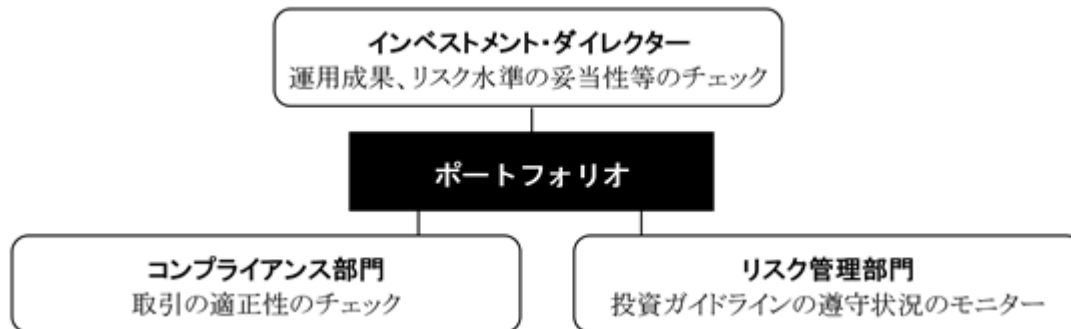 インベストメント・ダイレクター
運用成果、リスク水準の妥当性等のチェック
ポートフォリオ
コンプライアンス部門
取引の適正性のチェック
リスク管理部門
投資ガイドラインの遵守状況のモニター